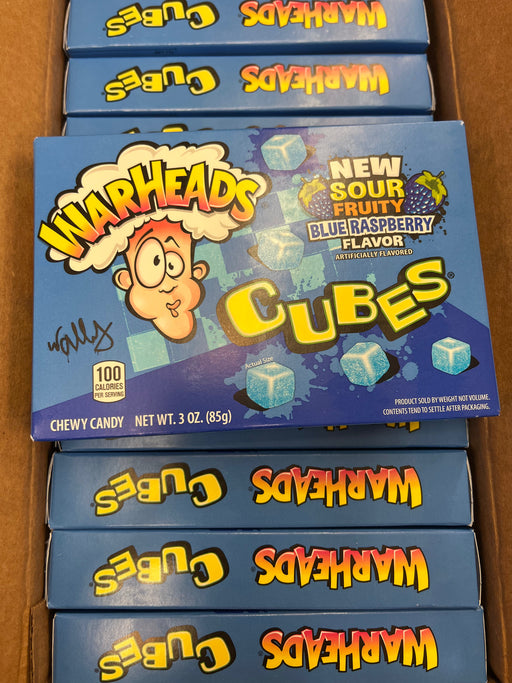 CUBES WARHEADS
CUBES WARHEADS
WARHEADS
NEW
SOUR
FRUITY
BLUE RASPBERRY
FLAVOR
ARTIFICIALLY FLAVORED
CUBES®
Wally
Actual Size
100
CALORIES
PER SERVING
PRODUCT SOLD BY WEIGHT NOT VOLUME.
CONTENTS TEND TO SETTLE AFTER PACKAGING.
CHEWY CANDY NET WT. 3 OZ. (85g)
CUBES WARHEADS
CUBES WARHEADS
CUBES WARHEADS